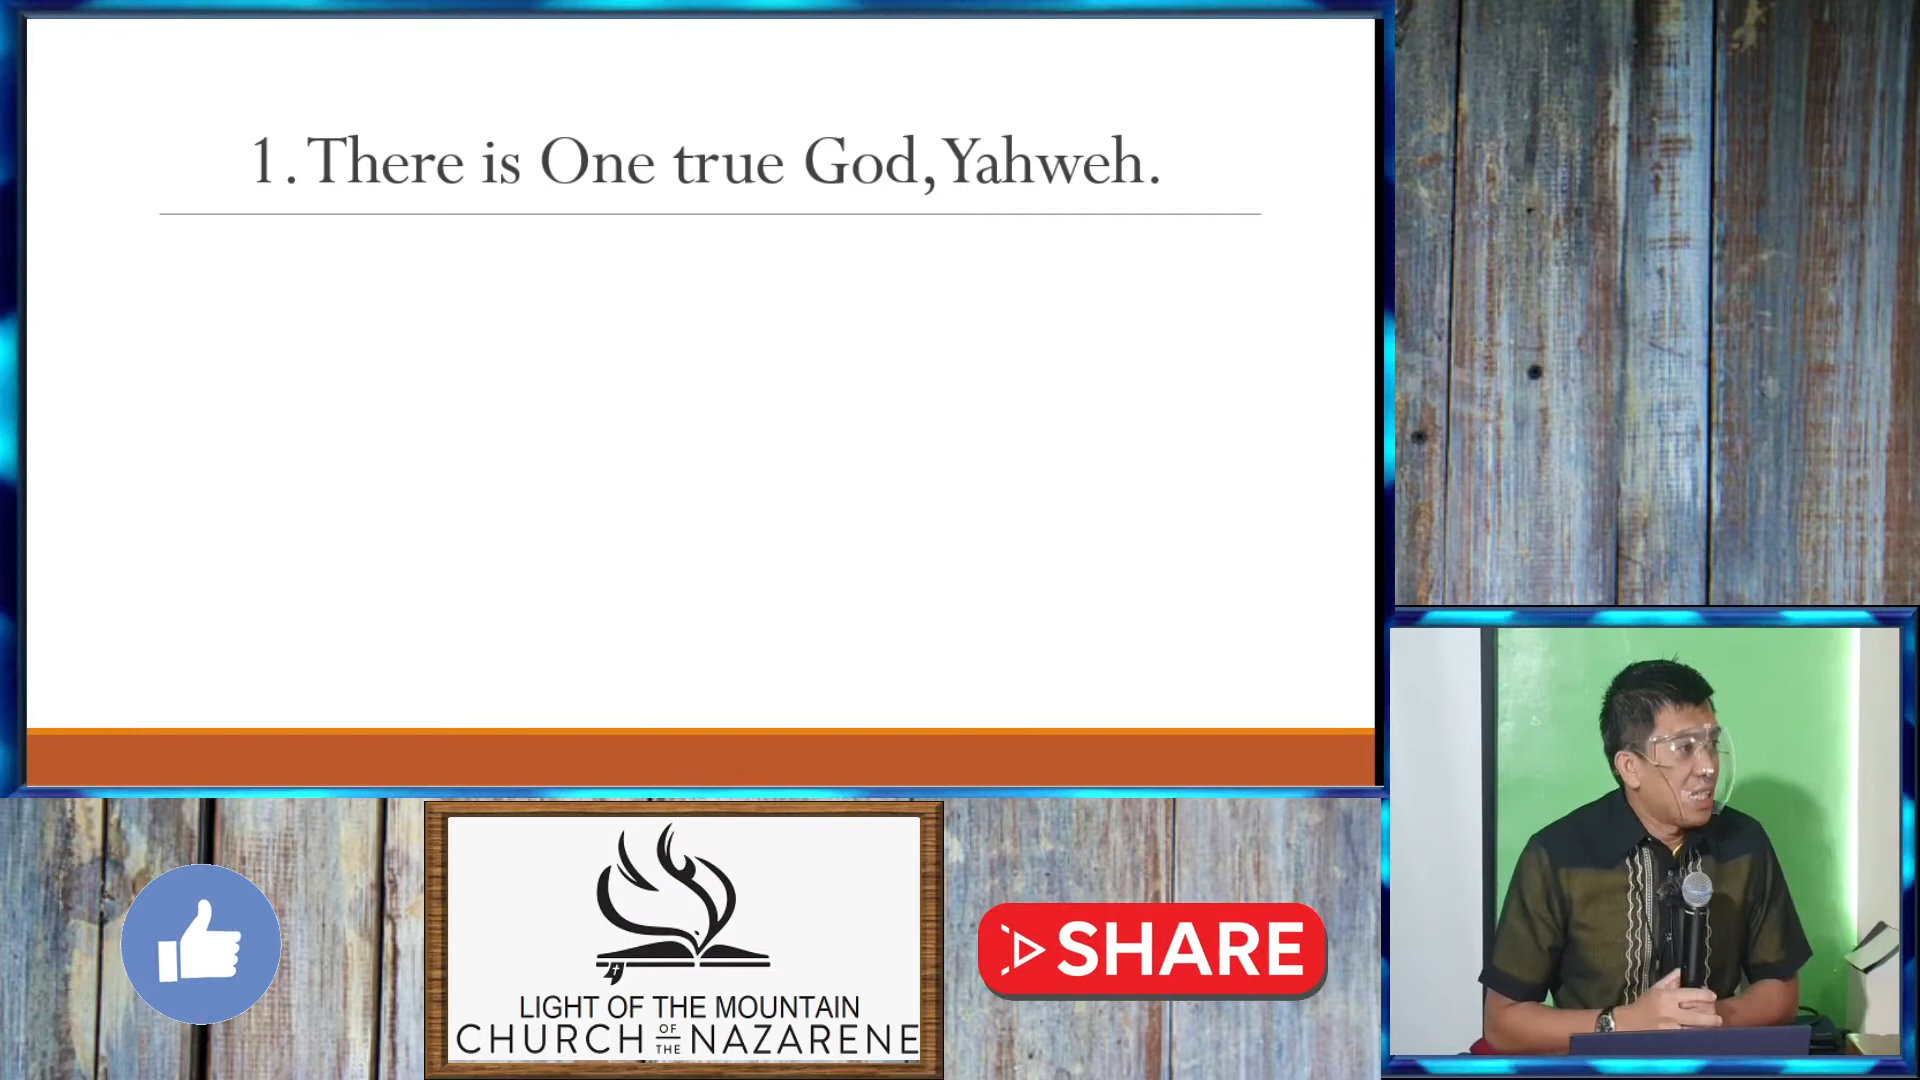 1. There is One true God, Yahweh.
LIGHT OF THE MOUNTAIN
CHURCH OF THE NAZARENE
SHARE